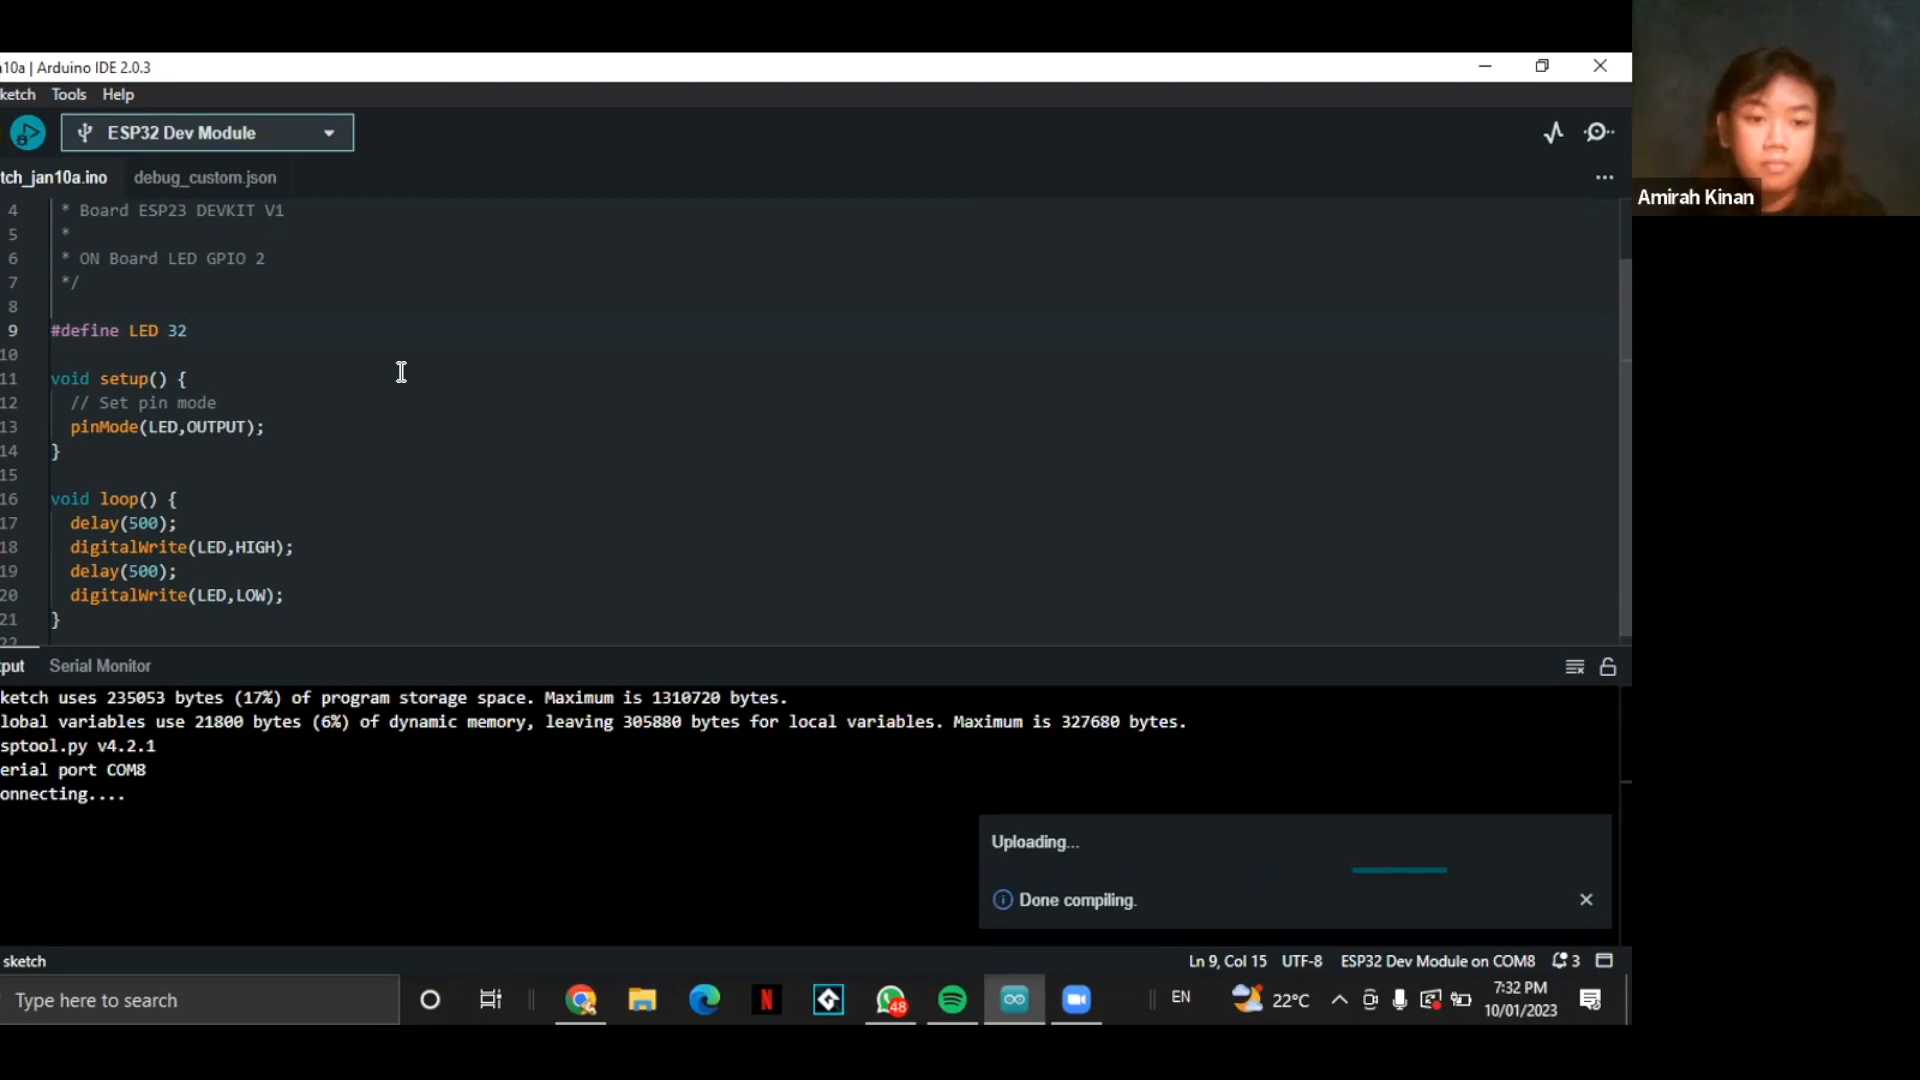 10a | Arduino IDE 2.0.3
ketch Tools Help
ESP32 Dev Module
tch_jan10a.ino debug_custom.json
4 * Board ESP23 DEVKIT V1
5 *
6 * ON Board LED GPIO 2
7 */
8
9 #define LED 32
10
11 void setup() {
12 // Set pin mode
13 pinMode(LED,OUTPUT);
14 }
15
16 void loop() {
17 delay(500);
18 digitalWrite(LED,HIGH);
19 delay(500);
20 digitalWrite(LED,LOW);
21 }
22
put Serial Monitor
ketch uses 235053 bytes (17%) of program storage space. Maximum is 1310720 bytes.
lobal variables use 21800 bytes (6%) of dynamic memory, leaving 305880 bytes for local variables. Maximum is 327680 bytes.
sptool.py v4.2.1
erial port COM8
onnecting....
Uploading...
Done compiling.
sketch
Ln 9, Col 15 UTF-8 ESP32 Dev Module on COM8 3
Type here to search
48
EN
22°C
7:32 PM
10/01/2023
Amirah Kinan